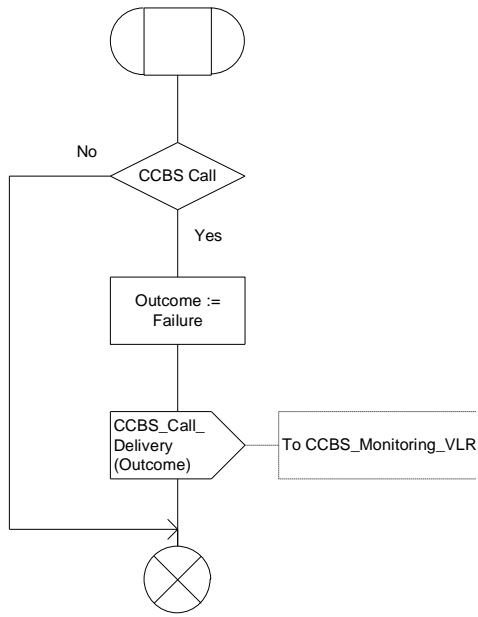 No
CCBS Call
Yes
Outcome :=
Failure
CCBS_Call_
Delivery
(Outcome)
To CCBS_Monitoring_VLR